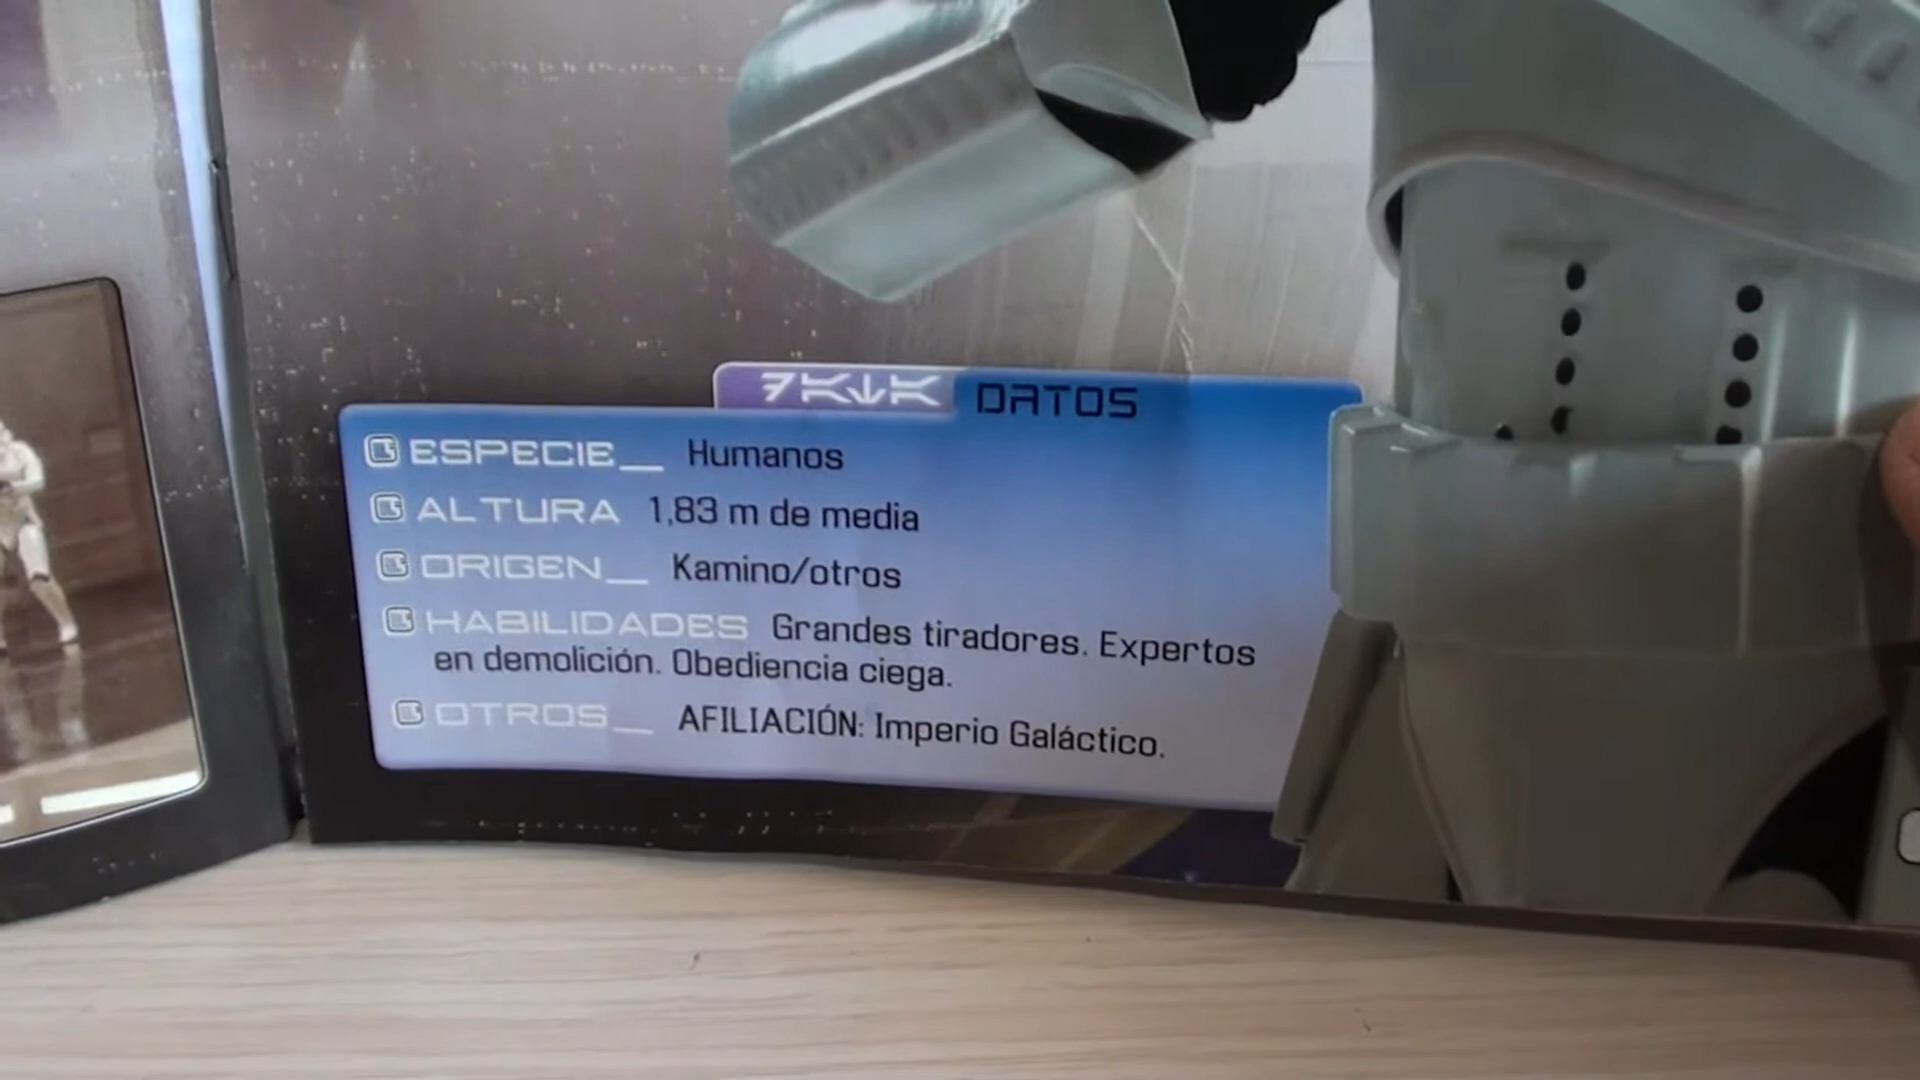 DATOS
ESPECIE__ Humanos
ALTURA 1,83 m de media
ORIGEN__ Kamino/otros
HABILIDADES Grandes tiradores. Expertos
en demolición. Obediencia ciega.
OTROS__ AFILIACIÓN: Imperio Galáctico.